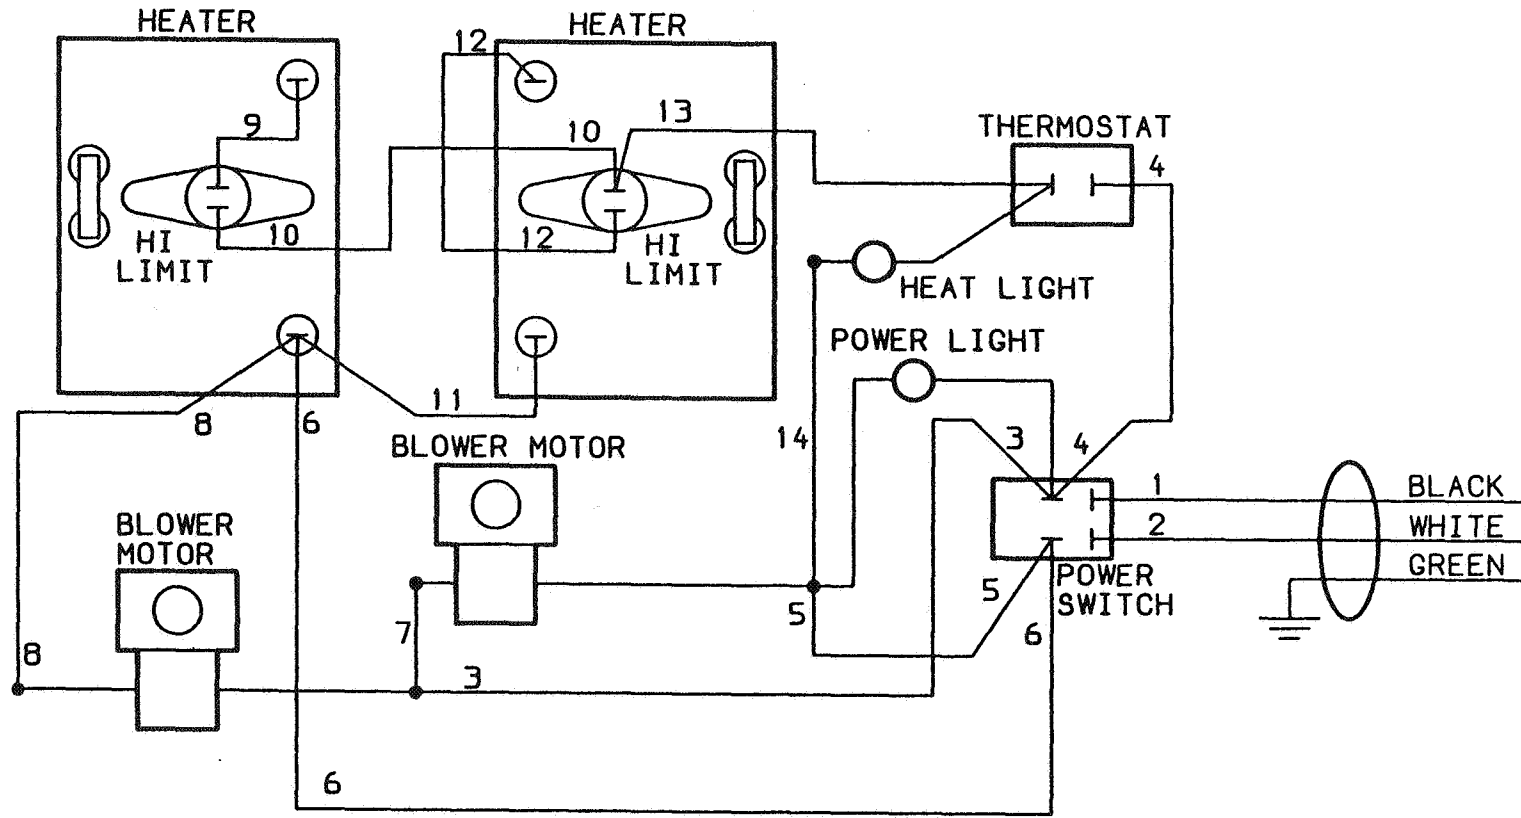 HEATER
HEATER
12
13
9
10
THERMOSTAT
4
10
12
HI
LIMIT
HI
LIMIT
HEAT LIGHT
POWER LIGHT
11
8
6
14
3
4
BLOWER MOTOR
1
BLACK
2
WHITE
GREEN
BLOWER
MOTOR
5
POWER
SWITCH
5
6
7
8
3
6